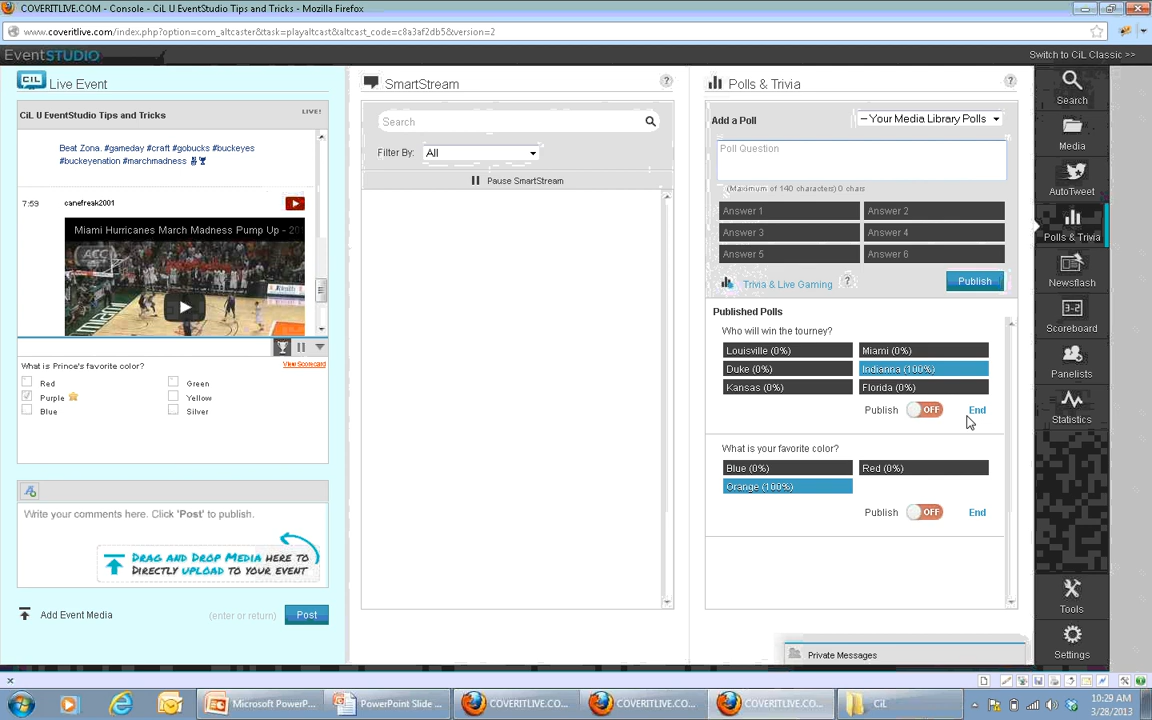 COVERITLIVE.COM - Console - CiL U EventStudio Tips and Tricks - Mozilla Firefox
www.coveritlive.com/index.php?option=com_altcaster&task=playaltcast&altcast_code=c8a3af2db5&version=2
EventSTUDIO
Switch to CiL Classic >>
CiL Live Event
CiL U EventStudio Tips and Tricks
LIVE!
Beat Zona. #gameday #craft #gobucks #buckeyes
#buckeyenation #marchmadness
7:59 canefreak2001
Miami Hurricanes March Madness Pump Up - 20
ACC
What is Prince's favorite color?
View Scorecard
Red
Green
Purple
Yellow
Blue
Silver
Write your comments here. Click 'Post' to publish.
DRAG AND DROP MEDIA HERE TO
DIRECTLY UPLOAD TO YOUR EVENT
Add Event Media
(enter or return)
Post
SmartStream
?
Search
Filter By:
All
Pause SmartStream
Polls & Trivia
?
Add a Poll
-- Your Media Library Polls
Poll Question
(Maximum of 140 characters) 0 chars
Answer 1
Answer 2
Answer 3
Answer 4
Answer 5
Answer 6
Trivia & Live Gaming
?
Publish
Published Polls
Who will win the tourney?
Louisville (0%)
Miami (0%)
Duke (0%)
Indianna (100%)
Kansas (0%)
Florida (0%)
Publish
OFF
End
What is your favorite color?
Blue (0%)
Red (0%)
Orange (100%)
Publish
OFF
End
Private Messages
Search
Media
AutoTweet
Polls & Trivia
Newsflash
3-2
Scoreboard
Panelists
Statistics
Tools
Settings
Microsoft PowerP...
PowerPoint Slide ...
COVERITLIVE.CO...
COVERITLIVE.CO...
COVERITLIVE.CO...
CiL
10:29 AM
3/28/2013